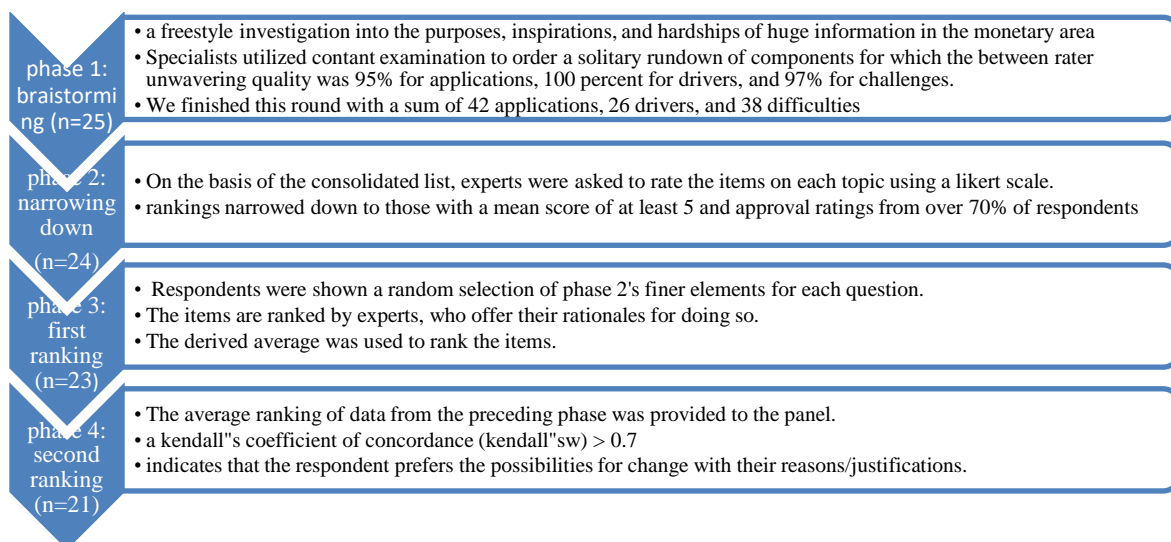 phase 1:
braistormi
ng (n=25)
• a freestyle investigation into the purposes, inspirations, and hardships of huge information in the monetary area
• Specialists utilized contant examination to order a solitary rundown of components for which the between rater
unwavering quality was 95% for applications, 100 percent for drivers, and 97% for challenges.
• We finished this round with a sum of 42 applications, 26 drivers, and 38 difficulties
phase 2:
narrowing
down
(n=24)
• On the basis of the consolidated list, experts were asked to rate the items on each topic using a likert scale.
• rankings narrowed down to those with a mean score of at least 5 and approval ratings from over 70% of respondents
phase 3:
first
ranking
(n=23)
• Respondents were shown a random selection of phase 2's finer elements for each question.
• The items are ranked by experts, who offer their rationales for doing so.
• The derived average was used to rank the items.
phase 4:
second
ranking
(n=21)
• The average ranking of data from the preceding phase was provided to the panel.
• a kendall"s coefficient of concordance (kendall"sw) > 0.7
• indicates that the respondent prefers the possibilities for change with their reasons/justifications.